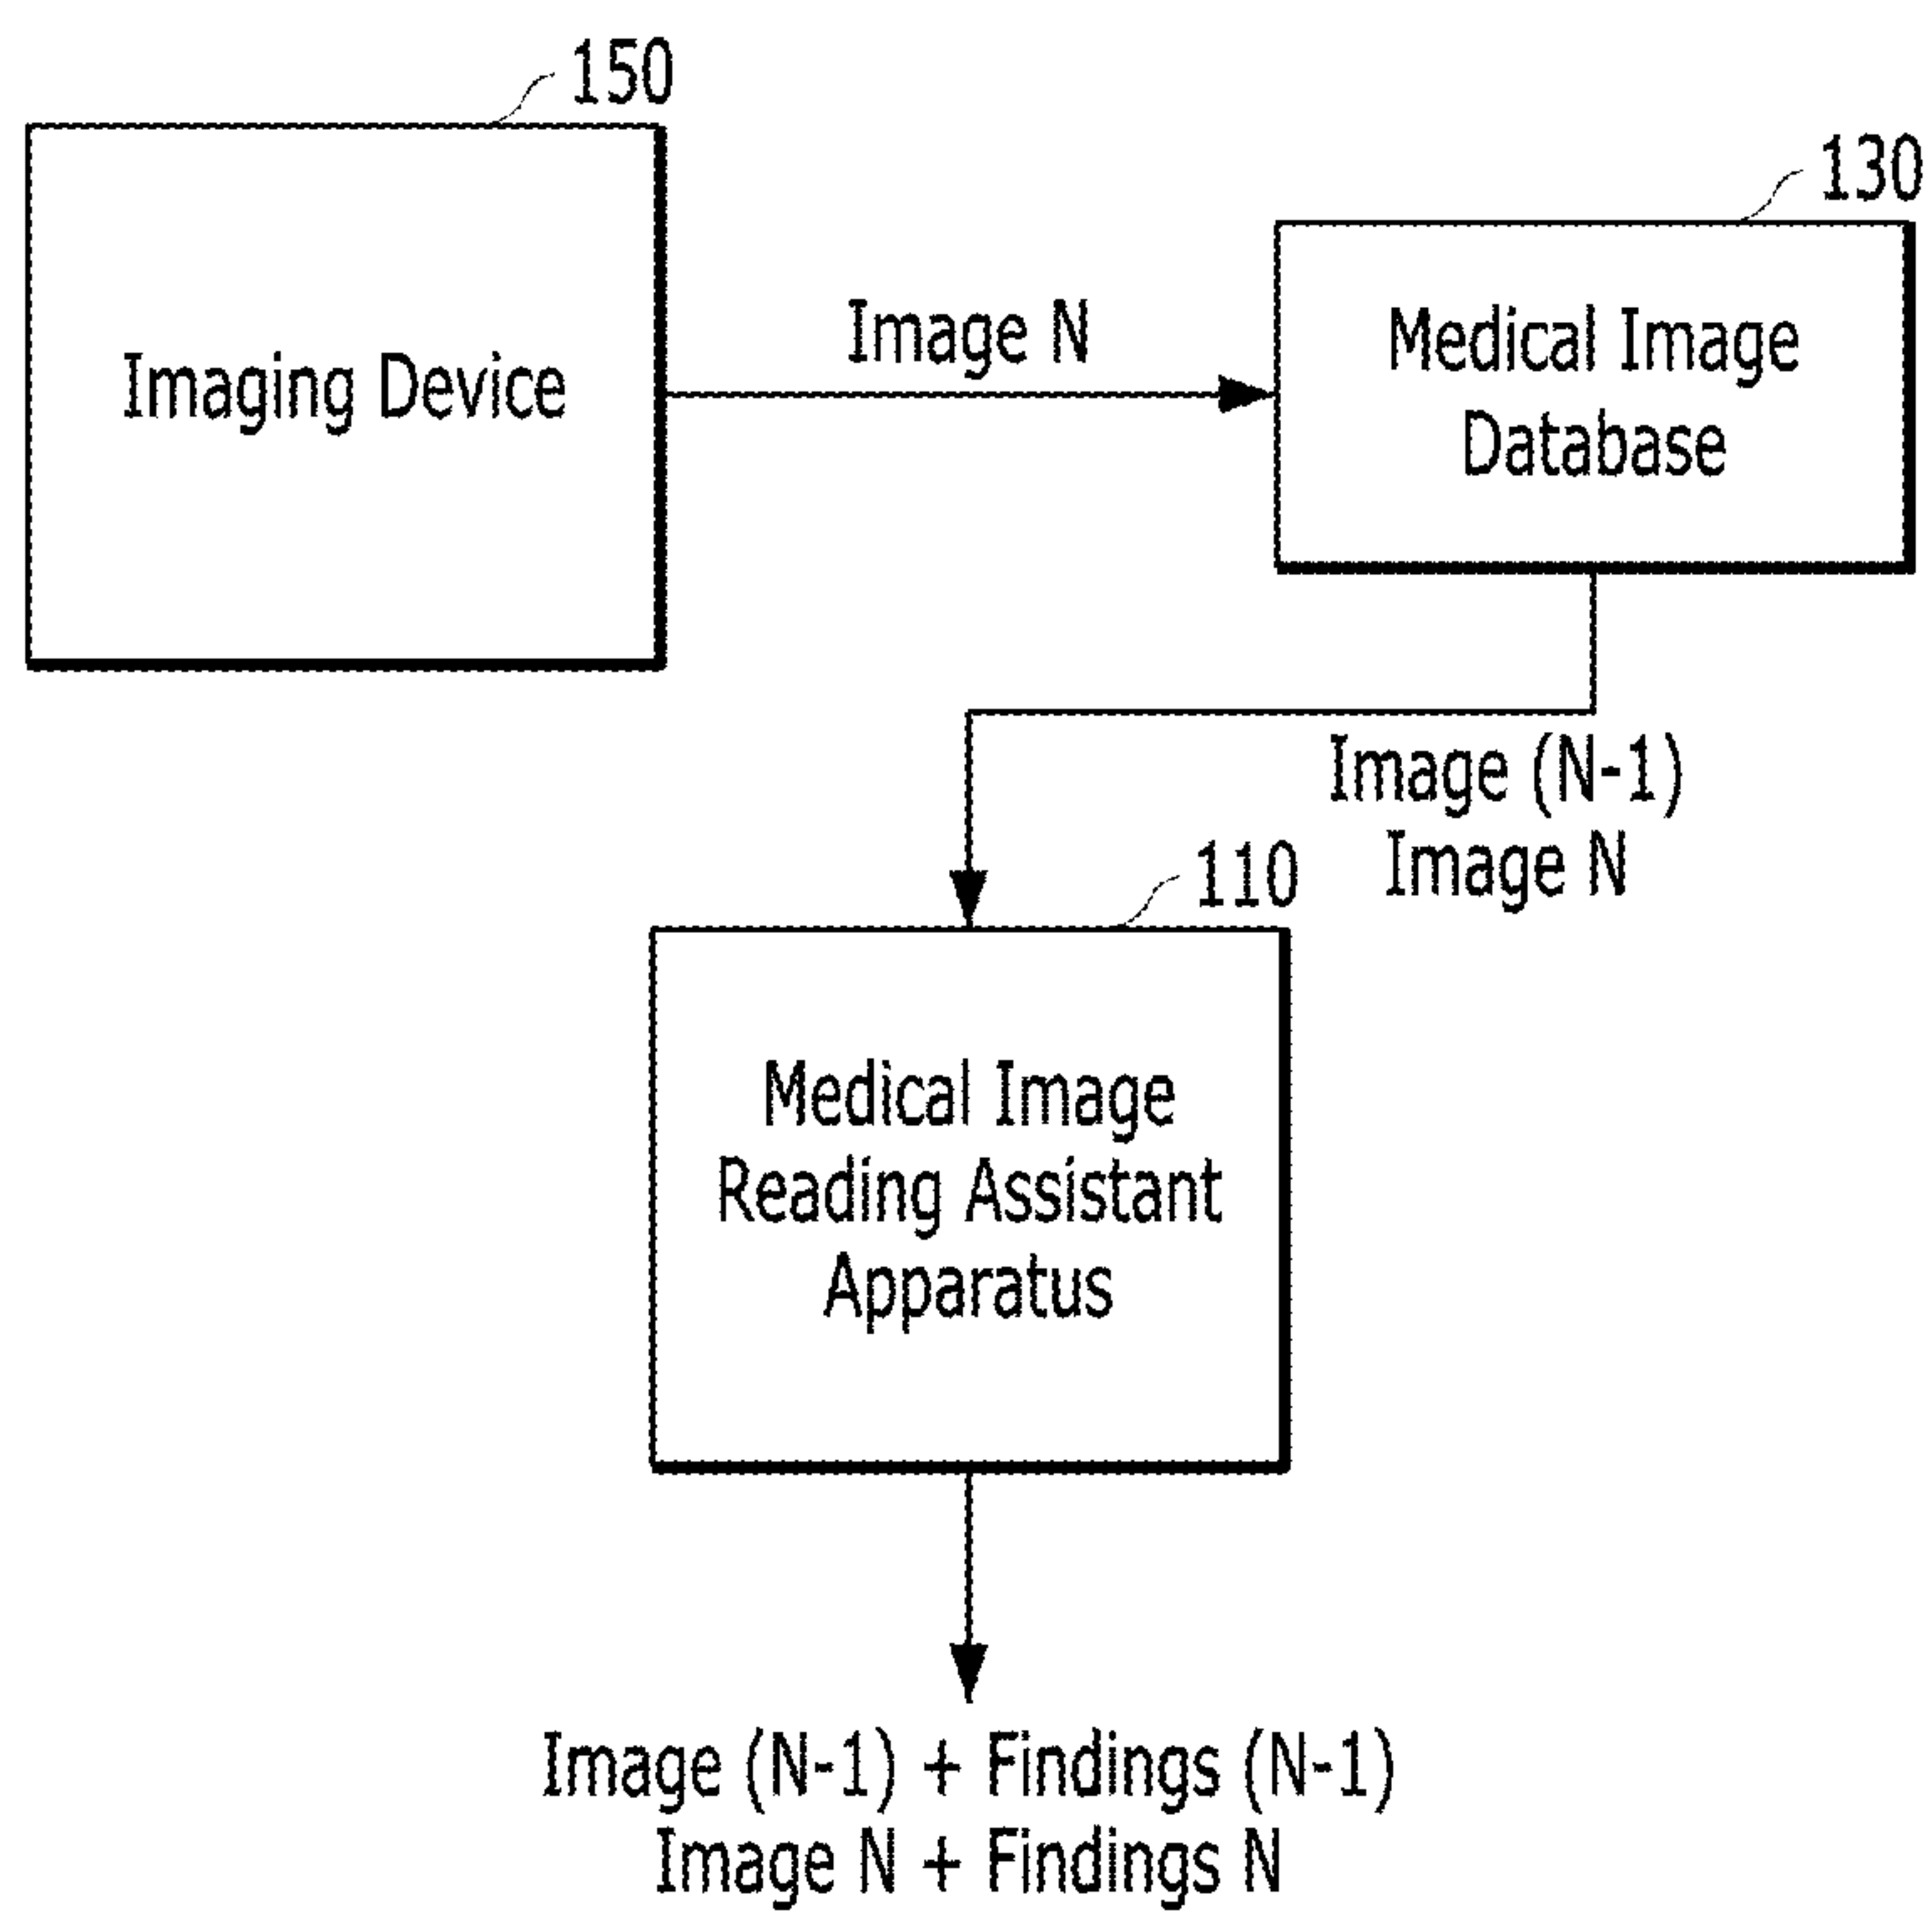 150
130
Imaging Device
Image N
Medical Image
Database
Image (N-1)
Image N
110
Medical Image
Reading Assistant
Apparatus
Image (N-1) + Findings (N-1)
Image N + Findings N